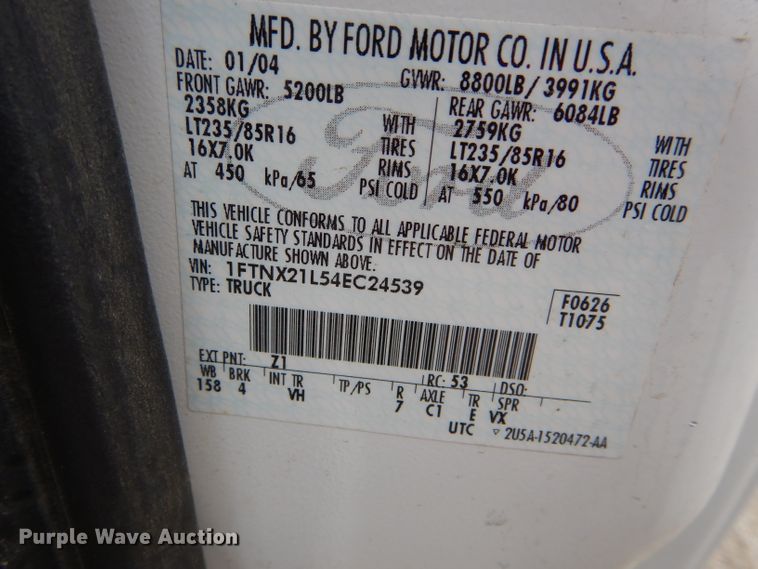 MFD. BY FORD MOTOR CO. IN U.S.A.
DATE: 01/04 GVWR: 8800LB/ 3991KG
FRONT GAWR: 5200LB REAR GAWR: 6084LB
2358KG WITH 2759KG WITH
LT235/85R16 TIRES LT235/85R16 TIRES
16X7.0K RIMS 16X7.0K RIMS
AT 450 kPa/65 PSI COLD AT 550 kPa/80 PSI COLD
Ford
THIS VEHICLE CONFORMS TO ALL APPLICABLE FEDERAL MOTOR
VEHICLE SAFETY STANDARDS IN EFFECT ON THE DATE OF
MANUFACTURE SHOWN ABOVE.
VIN: 1FTNX21L54EC24539
TYPE: TRUCK
F0626
T1075
EXT PNT: Z1 RC: 53 DSO:
WB BRK INT TR TP/PS R AXLE TR SPR
158 4 VH 7 C1 E VX
UTC ▽ 2U5A-1520472-AA
Purple Wave Auction